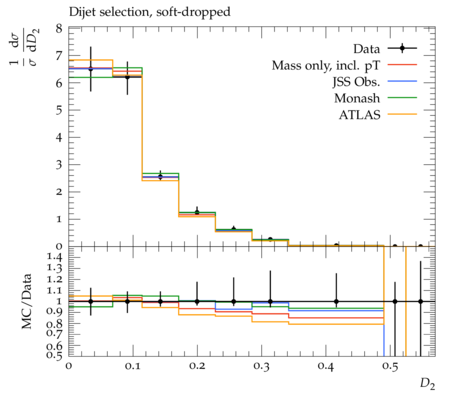 Dijet selection, soft-dropped
1/σ dσ/dD₂
8
7
6
5
4
3
2
1
0
Data
Mass only, incl. pT
JSS Obs.
Monash
ATLAS
MC/Data
1.4
1.3
1.2
1.1
1
0.9
0.8
0.7
0.6
0.5
0 0.1 0.2 0.3 0.4 0.5
D₂